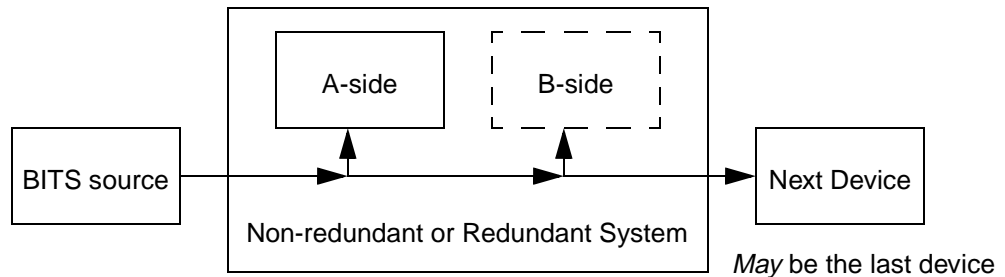 A-side
B-side
BITS source
Next Device
Non-redundant or Redundant System
May be the last device